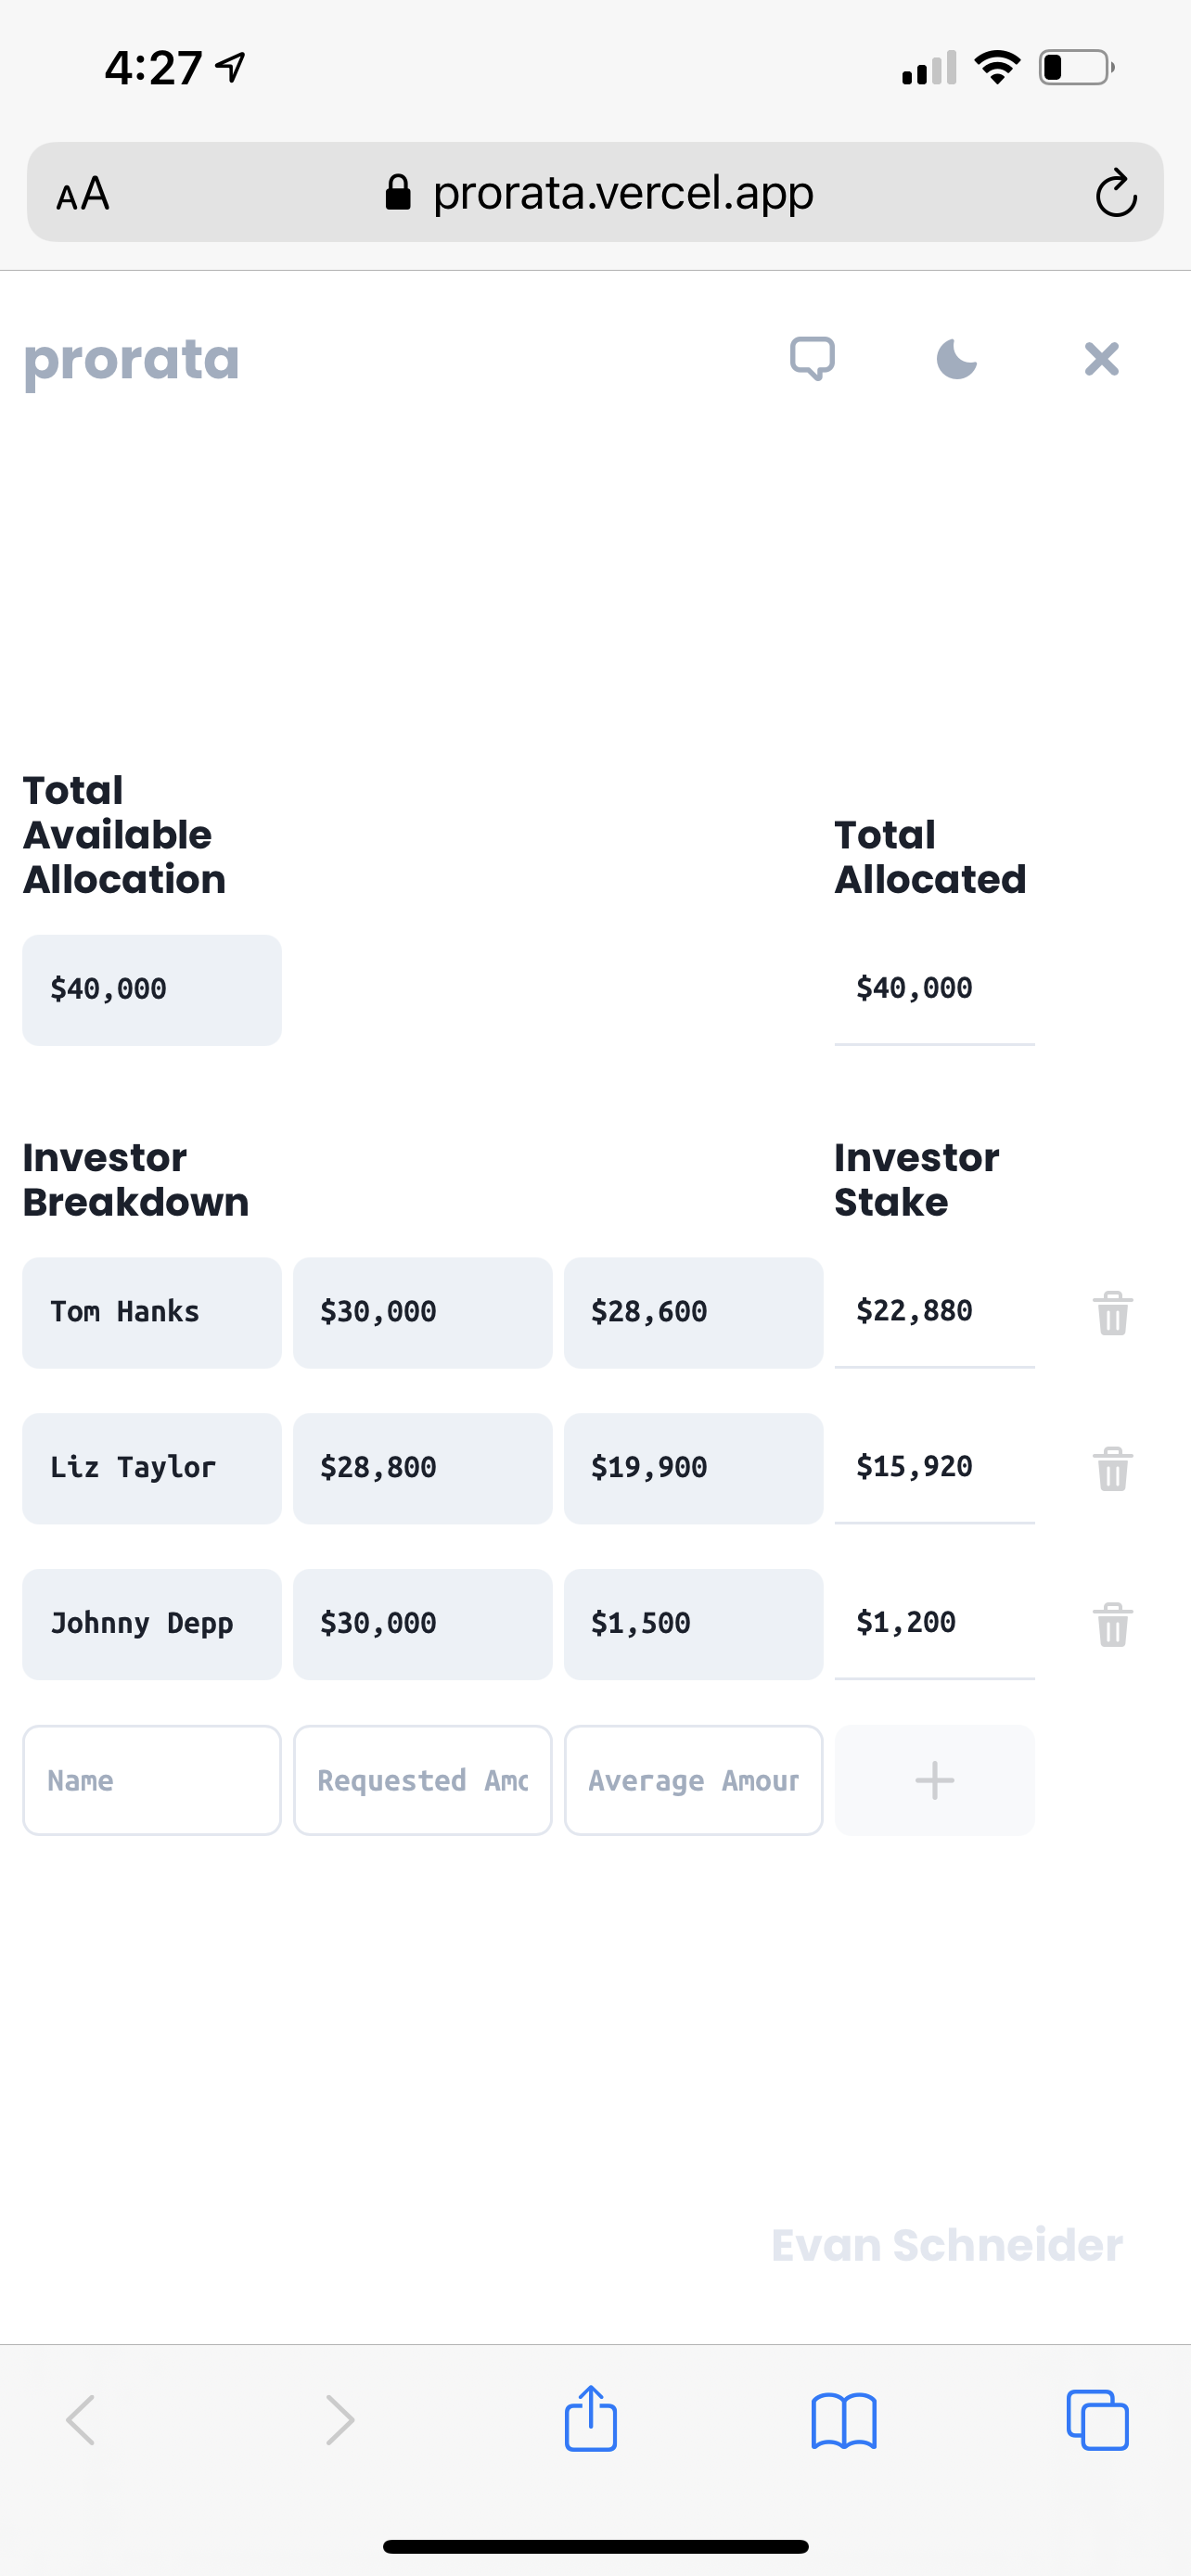 4:27
AA prorata.vercel.app
prorata
Total
Available
Allocation
Total
Allocated
$40,000
$40,000
Investor
Breakdown
Investor
Stake
Tom Hanks $30,000 $28,600 $22,880
Liz Taylor $28,800 $19,900 $15,920
Johnny Depp $30,000 $1,500 $1,200
Name Requested Amo Average Amour
Evan Schneider